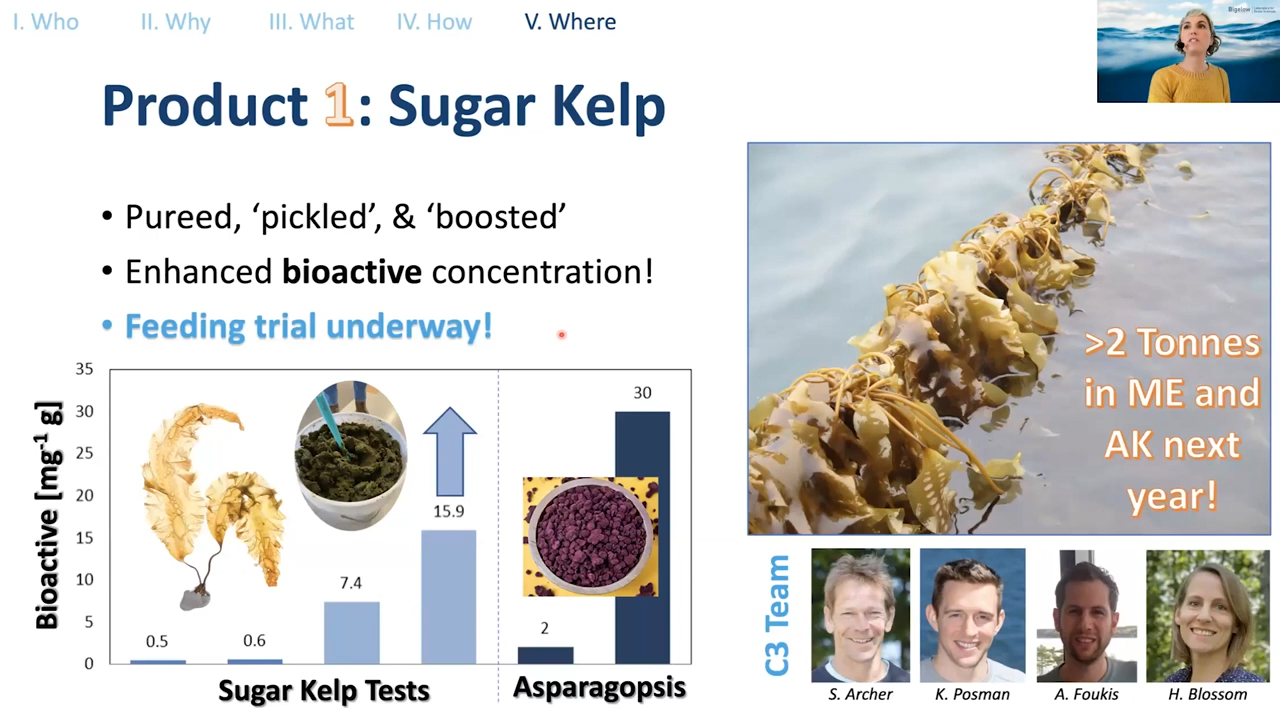 I. Who II. Why III. What IV. How V. Where
Bigelow
Product 1: Sugar Kelp
• Pureed, ‘pickled’, & ‘boosted’
• Enhanced bioactive concentration!
• Feeding trial underway!
>2 Tonnes
in ME and
AK next
year!
Bioactive [mg⁻¹ g]
35
30
25
20
15
10
5
0
0.5
0.6
7.4
15.9
2
30
Sugar Kelp Tests
Asparagopsis
C3 Team
S. Archer
K. Posman
A. Foukis
H. Blossom